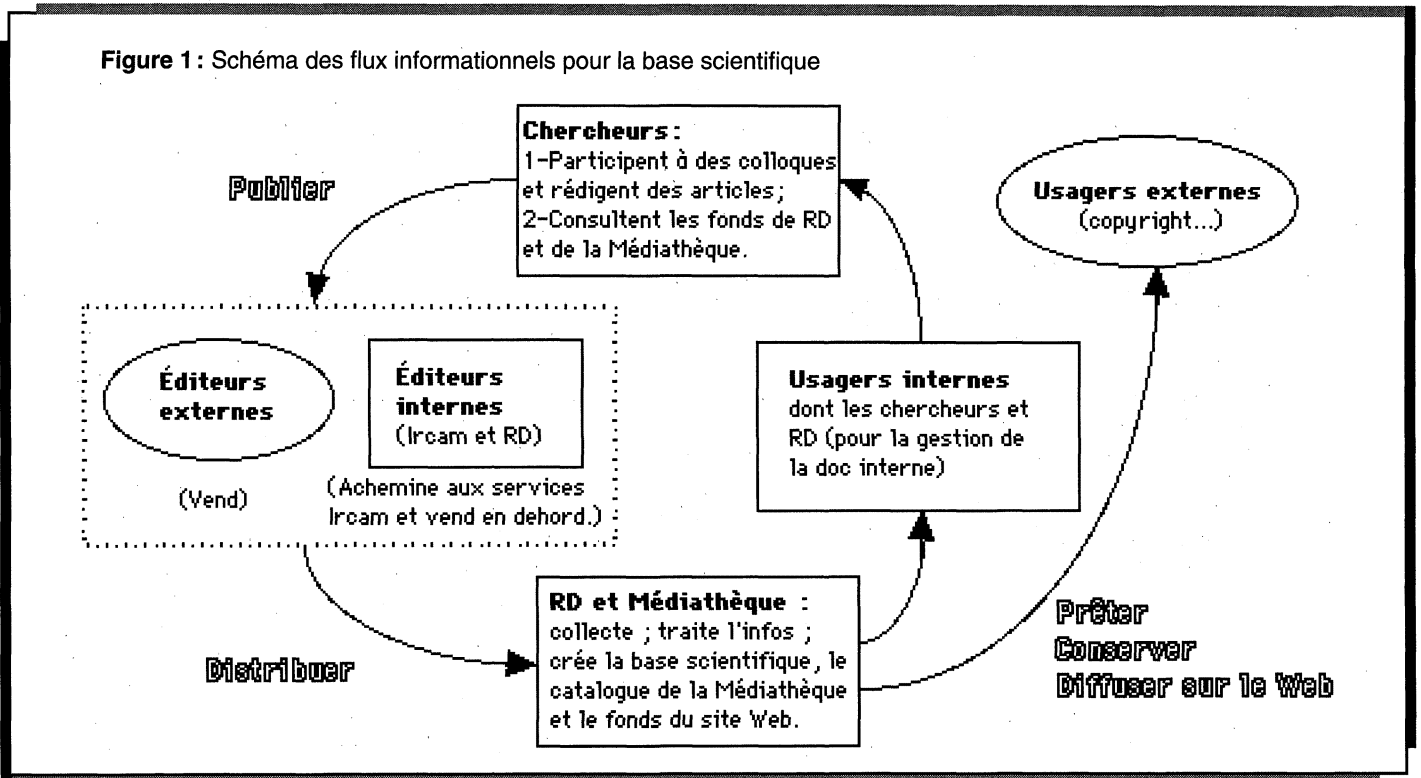 Figure 1 : Schéma des flux informationnels pour la base scientifique
Chercheurs :
1-Participent à des colloques
et rédigent des articles;
2-Consultent les fonds de RD
et de la Médiathèque.
Publier
Usagers externes
(copyright...)
Éditeurs
externes
(Vend)
Éditeurs
internes
(Ircam et RD)
(Achemine aux services
Ircam et vend en dehord.)
Usagers internes
dont les chercheurs et
RD (pour la gestion de
la doc interne)
Distribuer
RD et Médiathèque :
collecte ; traite l'infos ;
crée la base scientifique, le
catalogue de la Médiathèque
et le fonds du site Web.
Prêter
Conserver
Diffuser sur le Web